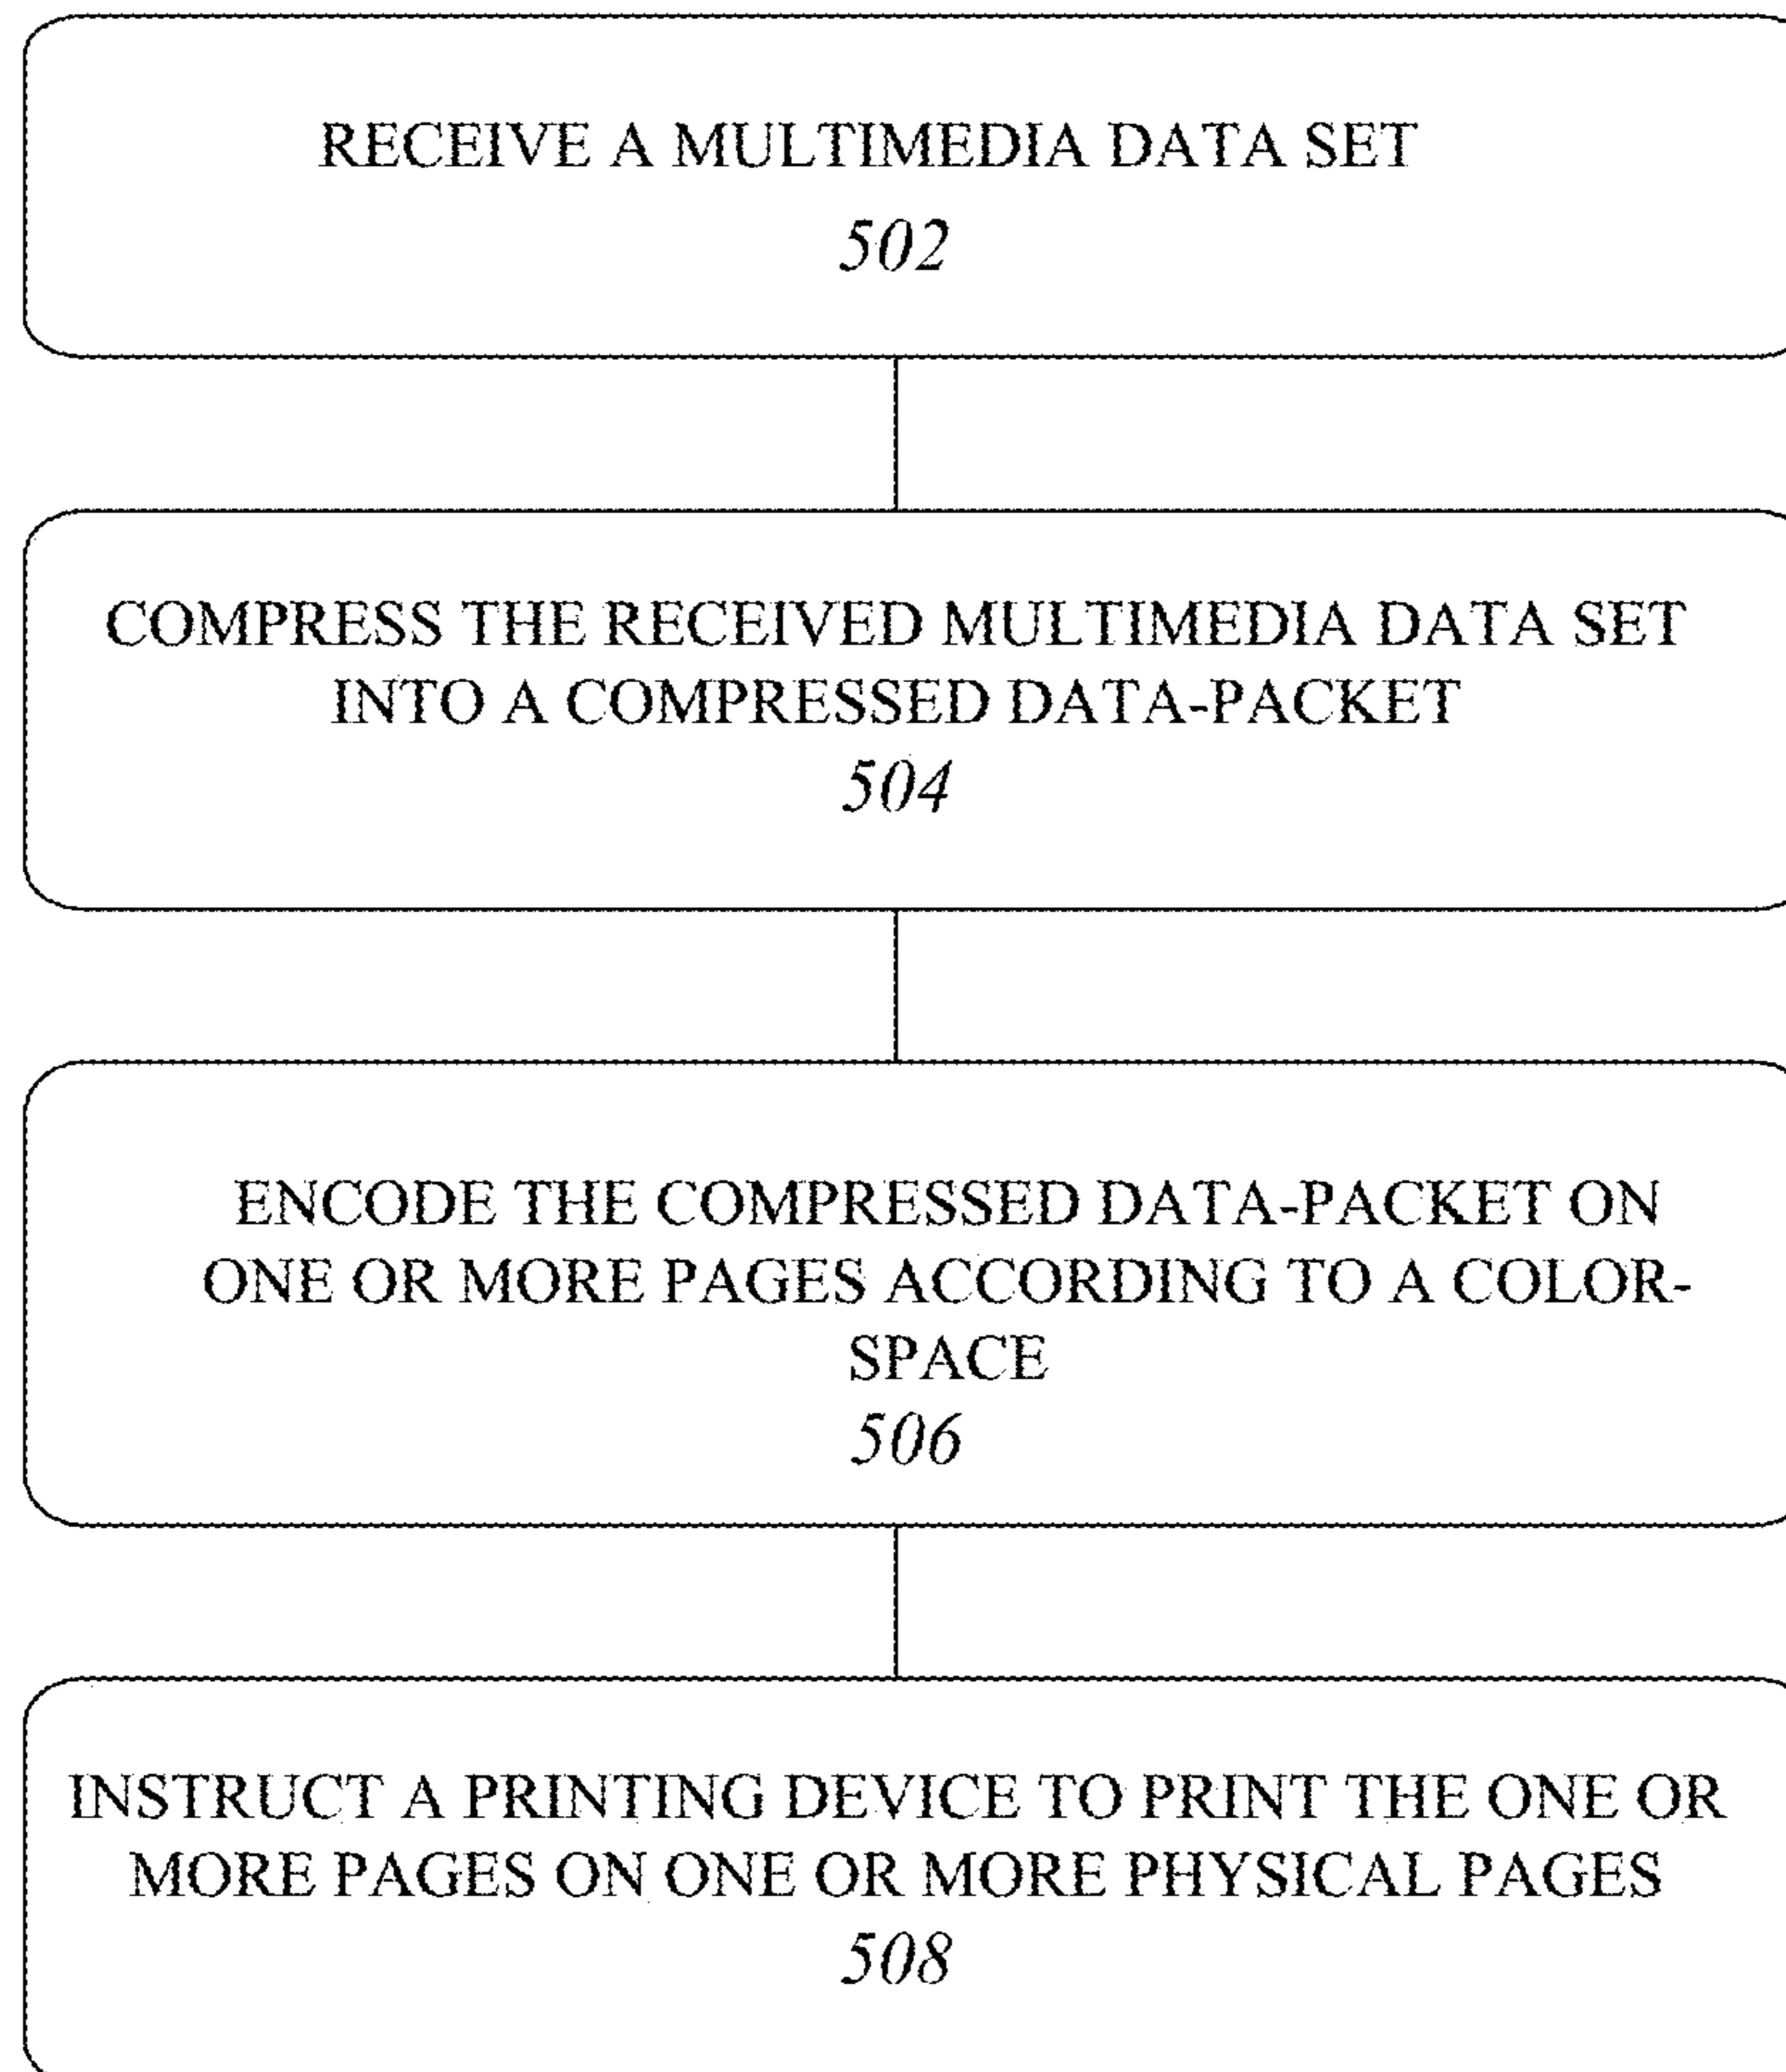 RECEIVE A MULTIMEDIA DATA SET
502
COMPRESS THE RECEIVED MULTIMEDIA DATA SET
INTO A COMPRESSED DATA-PACKET
504
ENCODE THE COMPRESSED DATA-PACKET ON
ONE OR MORE PAGES ACCORDING TO A COLOR-
SPACE
506
INSTRUCT A PRINTING DEVICE TO PRINT THE ONE OR
MORE PAGES ON ONE OR MORE PHYSICAL PAGES
508